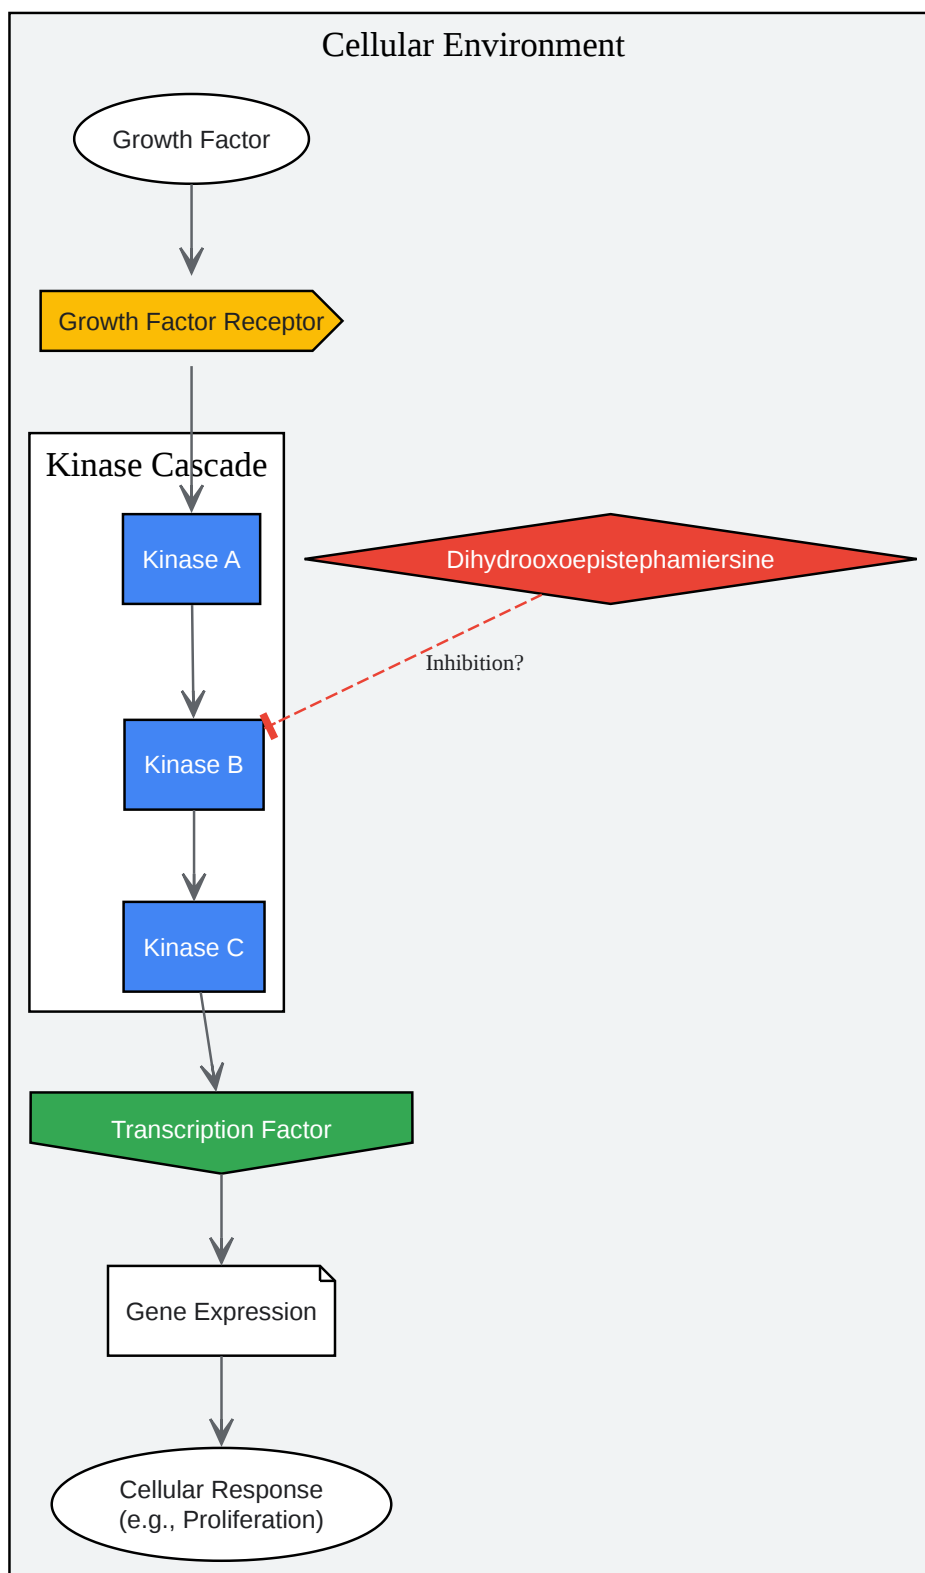 Cellular Environment
Growth Factor
Growth Factor Receptor
Kinase Cascade
Kinase A
Dihydrooxoepistephamiersine
Inhibition?
Kinase B
Kinase C
Transcription Factor
Gene Expression
Cellular Response
(e.g., Proliferation)